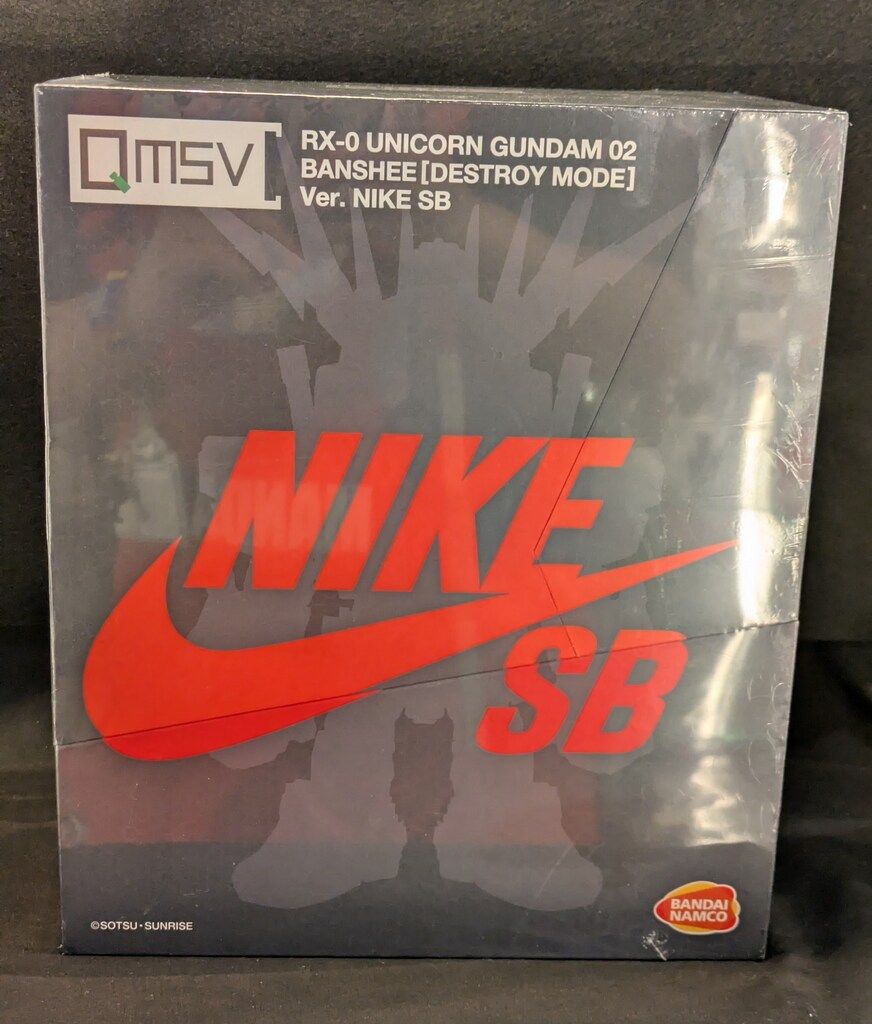 QMSV
RX-0 UNICORN GUNDAM 02
BANSHEE [DESTROY MODE]
Ver. NIKE SB
NIKE
SB
BANDAI
NAMCO
©SOTSU・SUNRISE